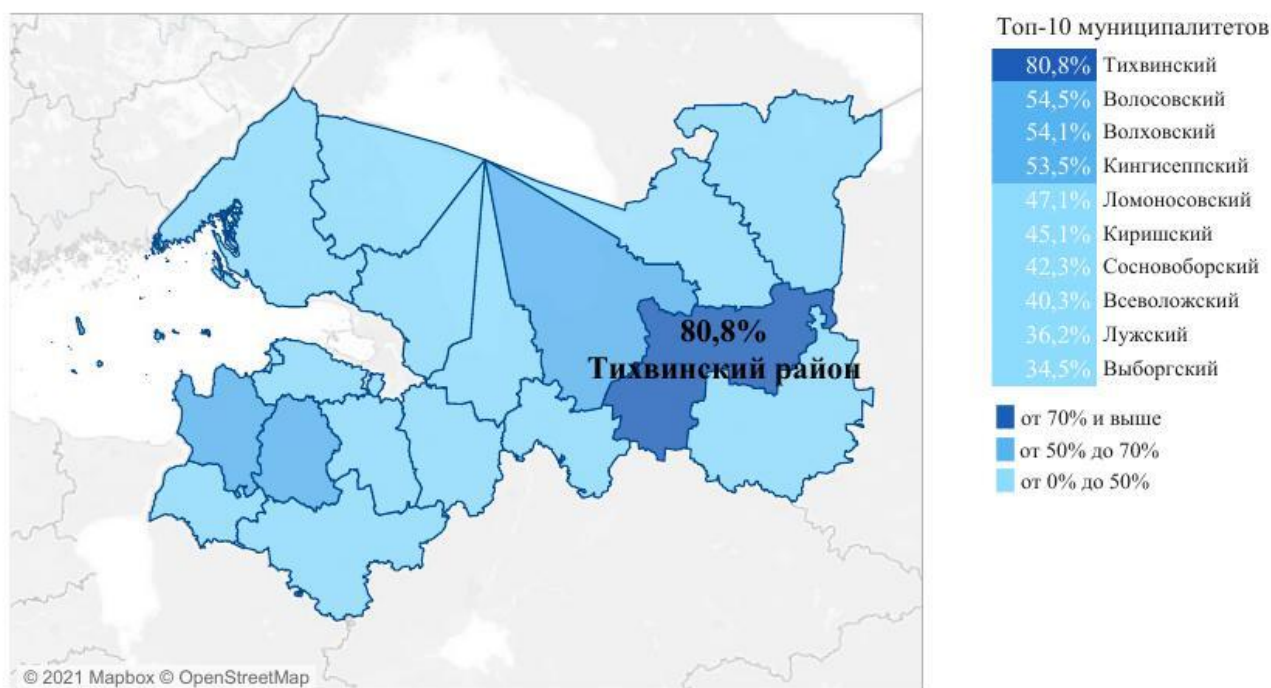 Топ-10 муниципалитетов
80,8% Тихвинский
54,5% Волосовский
54,1% Волховский
53,5% Кингисеппский
47,1% Ломоносовский
45,1% Киришский
42,3% Сосновоборский
40,3% Всеволожский
36,2% Лужский
34,5% Выборгский
от 70% и выше
от 50% до 70%
от 0% до 50%
80,8%
Тихвинский район
© 2021 Mapbox © OpenStreetMap